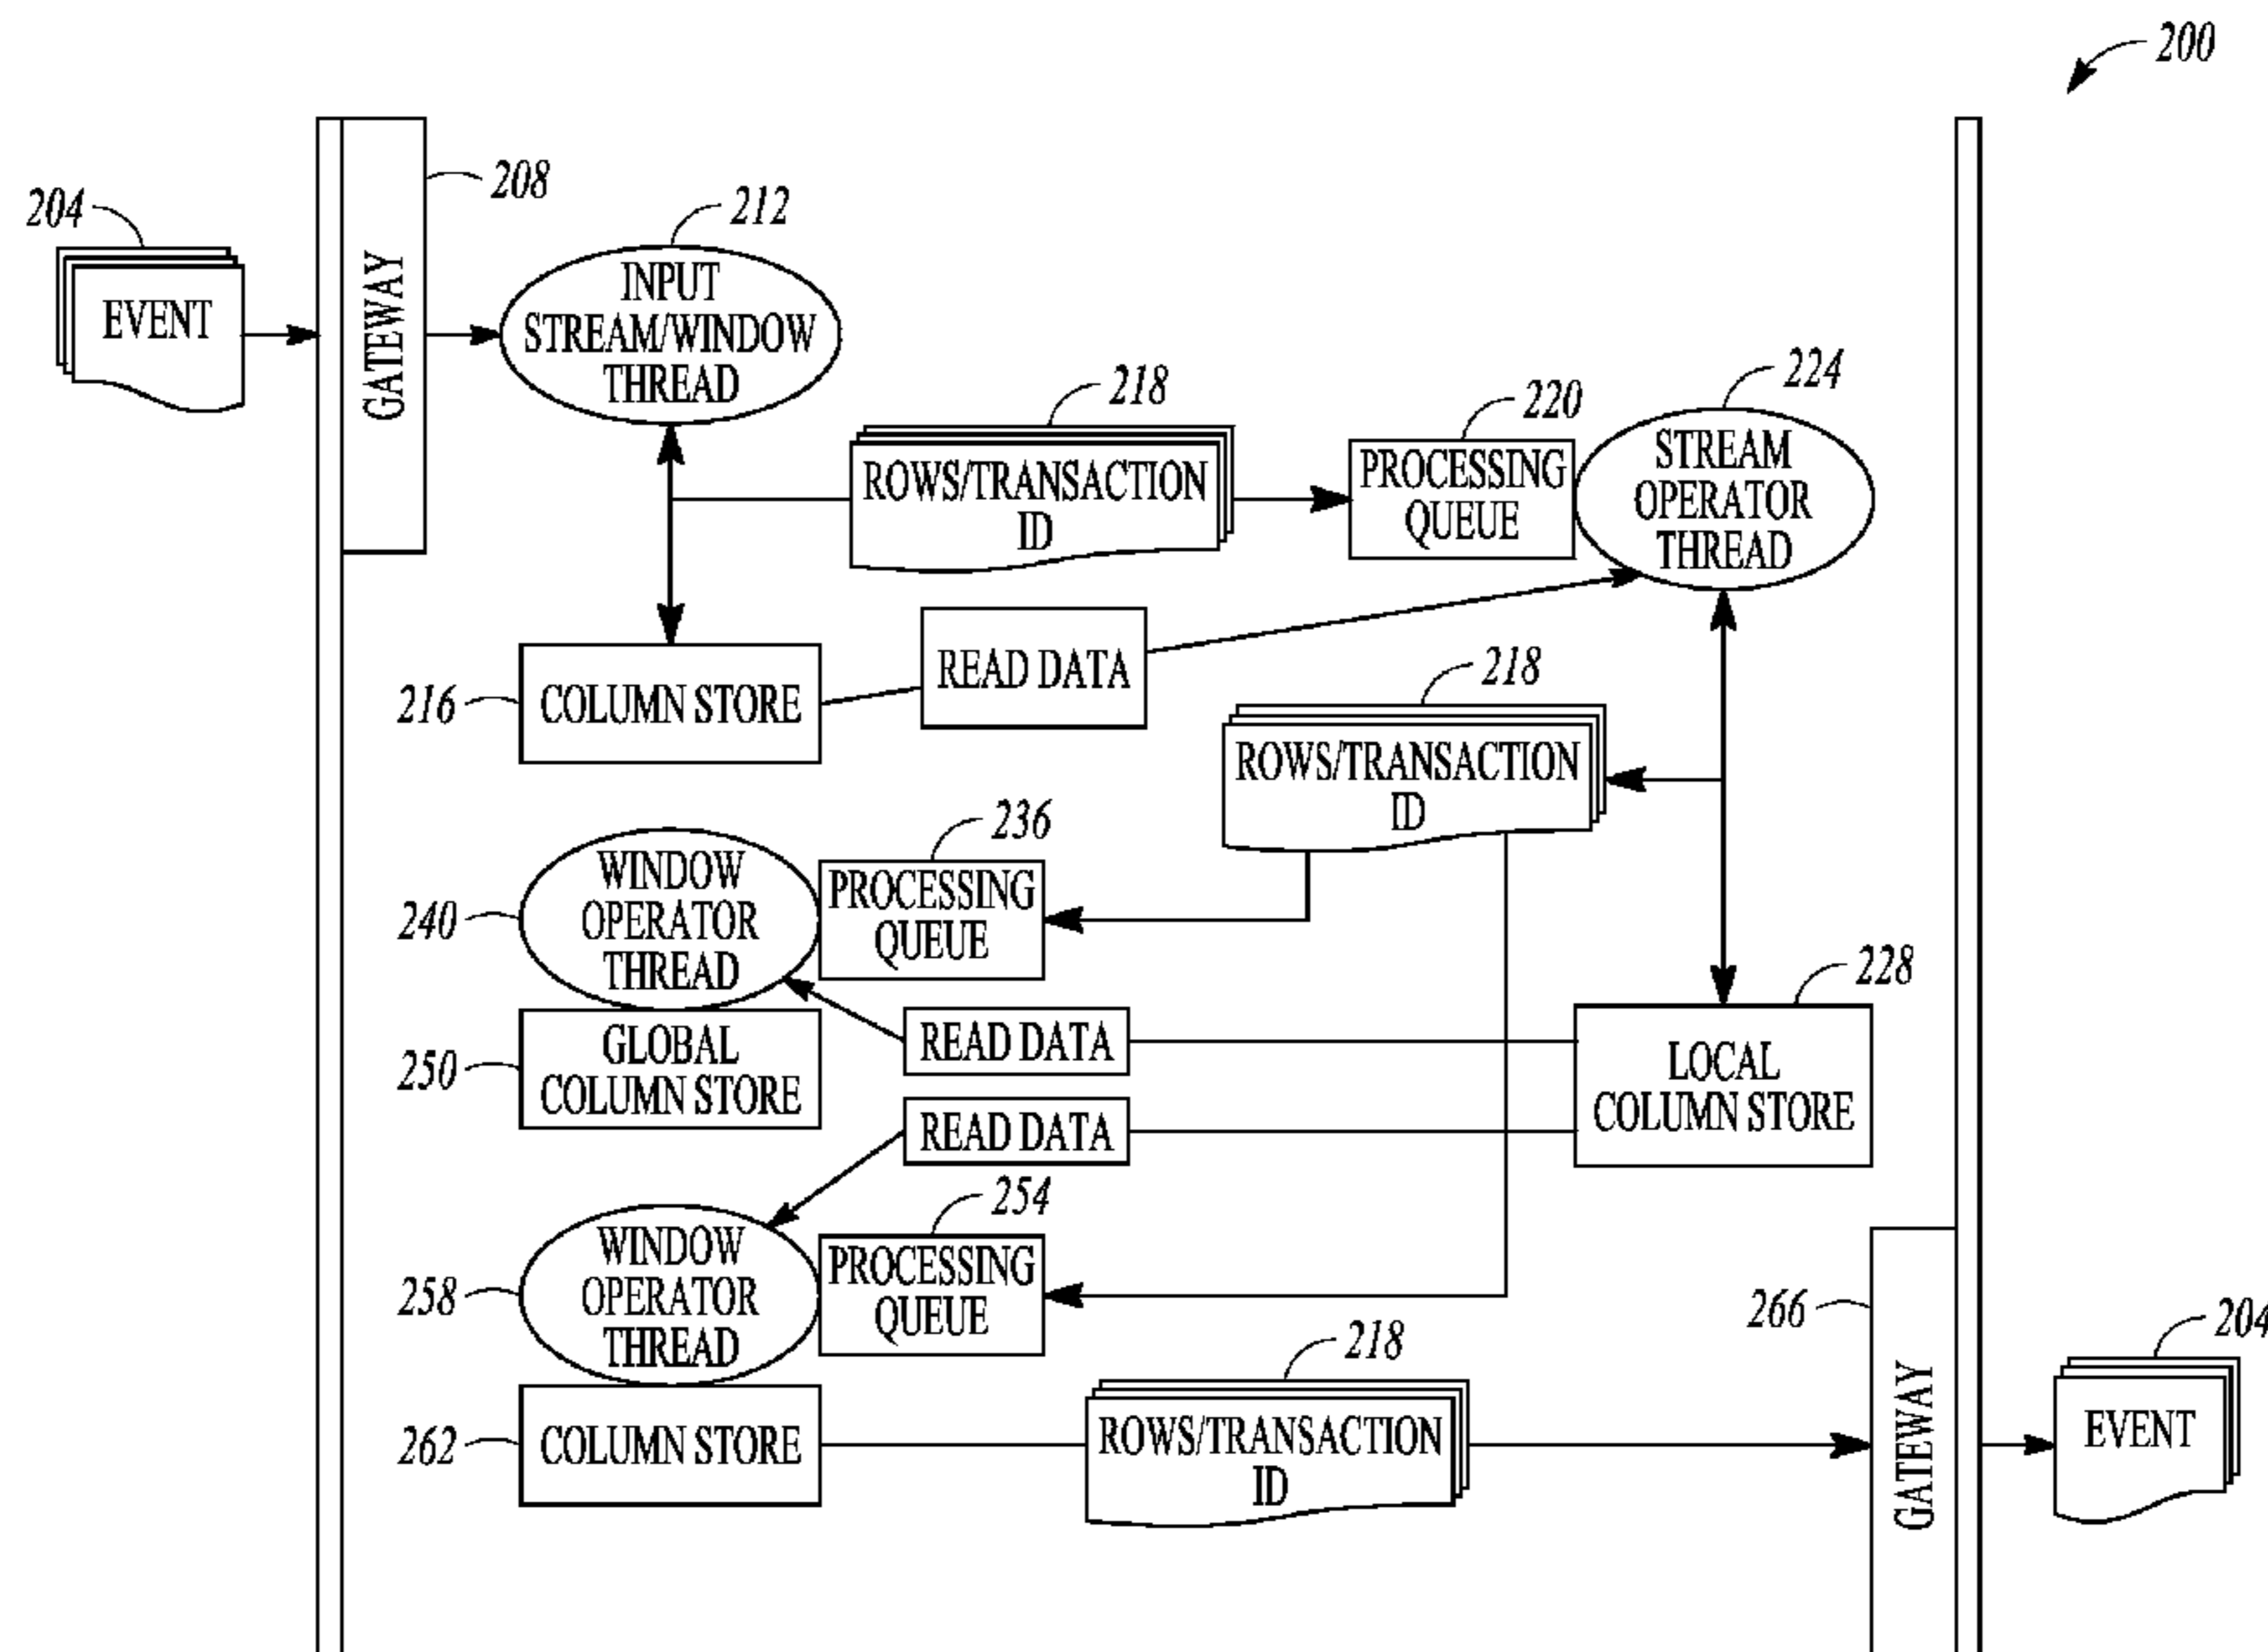 200
204
EVENT
208
GATEWAY
212
INPUT
STREAM/WINDOW
THREAD
218
ROWS/TRANSACTION
ID
220
PROCESSING
QUEUE
224
STREAM
OPERATOR
THREAD
216
COLUMN STORE
READ DATA
218
ROWS/TRANSACTION
ID
240
WINDOW
OPERATOR
THREAD
236
PROCESSING
QUEUE
250
GLOBAL
COLUMN STORE
READ DATA
READ DATA
228
LOCAL
COLUMN STORE
258
WINDOW
OPERATOR
THREAD
254
PROCESSING
QUEUE
262
COLUMN STORE
218
ROWS/TRANSACTION
ID
266
GATEWAY
204
EVENT